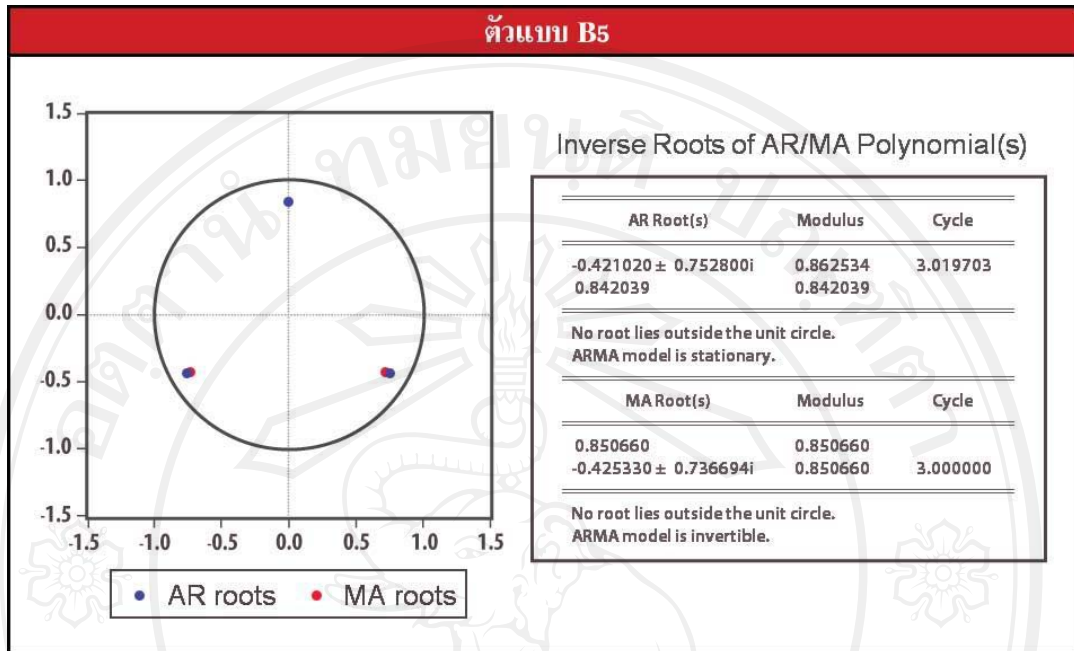 ตัวแบบ B5
1.5
1.0
0.5
0.0
-0.5
-1.0
-1.5
-1.5 -1.0 -0.5 0.0 0.5 1.0 1.5
AR roots MA roots
Inverse Roots of AR/MA Polynomial(s)
AR Root(s) Modulus Cycle
-0.421020 ± 0.752800i 0.862534 3.019703
0.842039 0.842039
No root lies outside the unit circle.
ARMA model is stationary.
MA Root(s) Modulus Cycle
0.850660 0.850660
-0.425330 ± 0.736694i 0.850660 3.000000
No root lies outside the unit circle.
ARMA model is invertible.